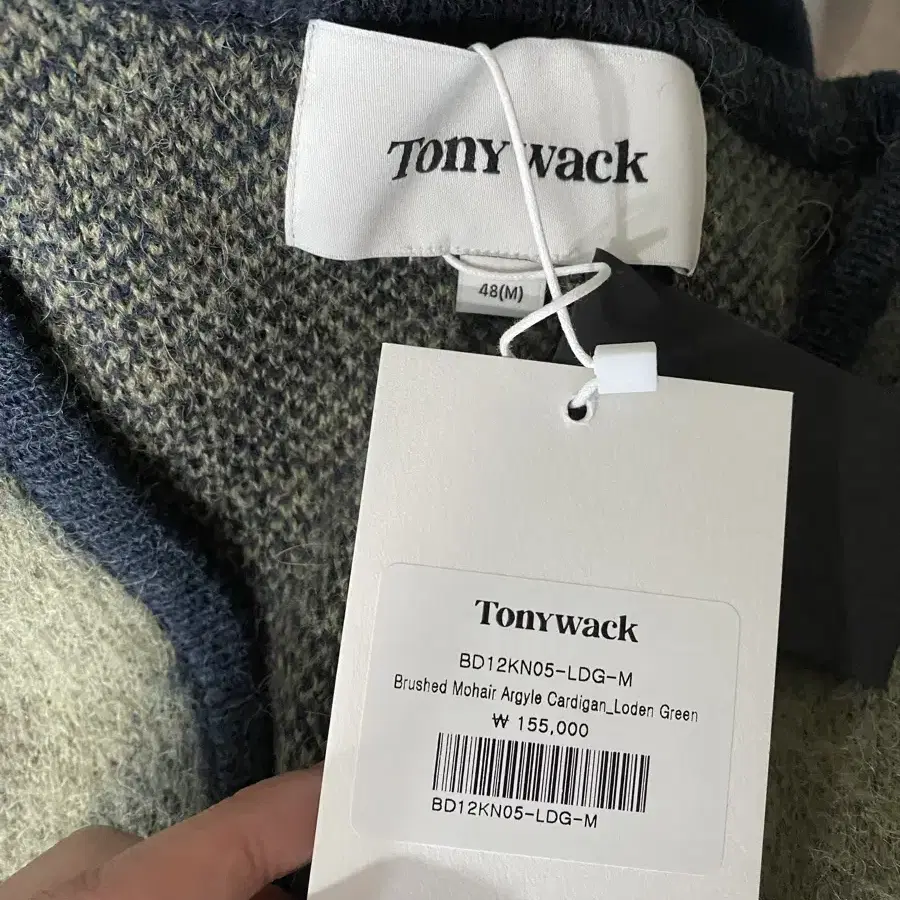 Tonywack
48(M)
Tonywack
BD12KN05-LDG-M
Brushed Mohair Argyle Cardigan_Loden Green
₩ 155,000
BD12KN05-LDG-M